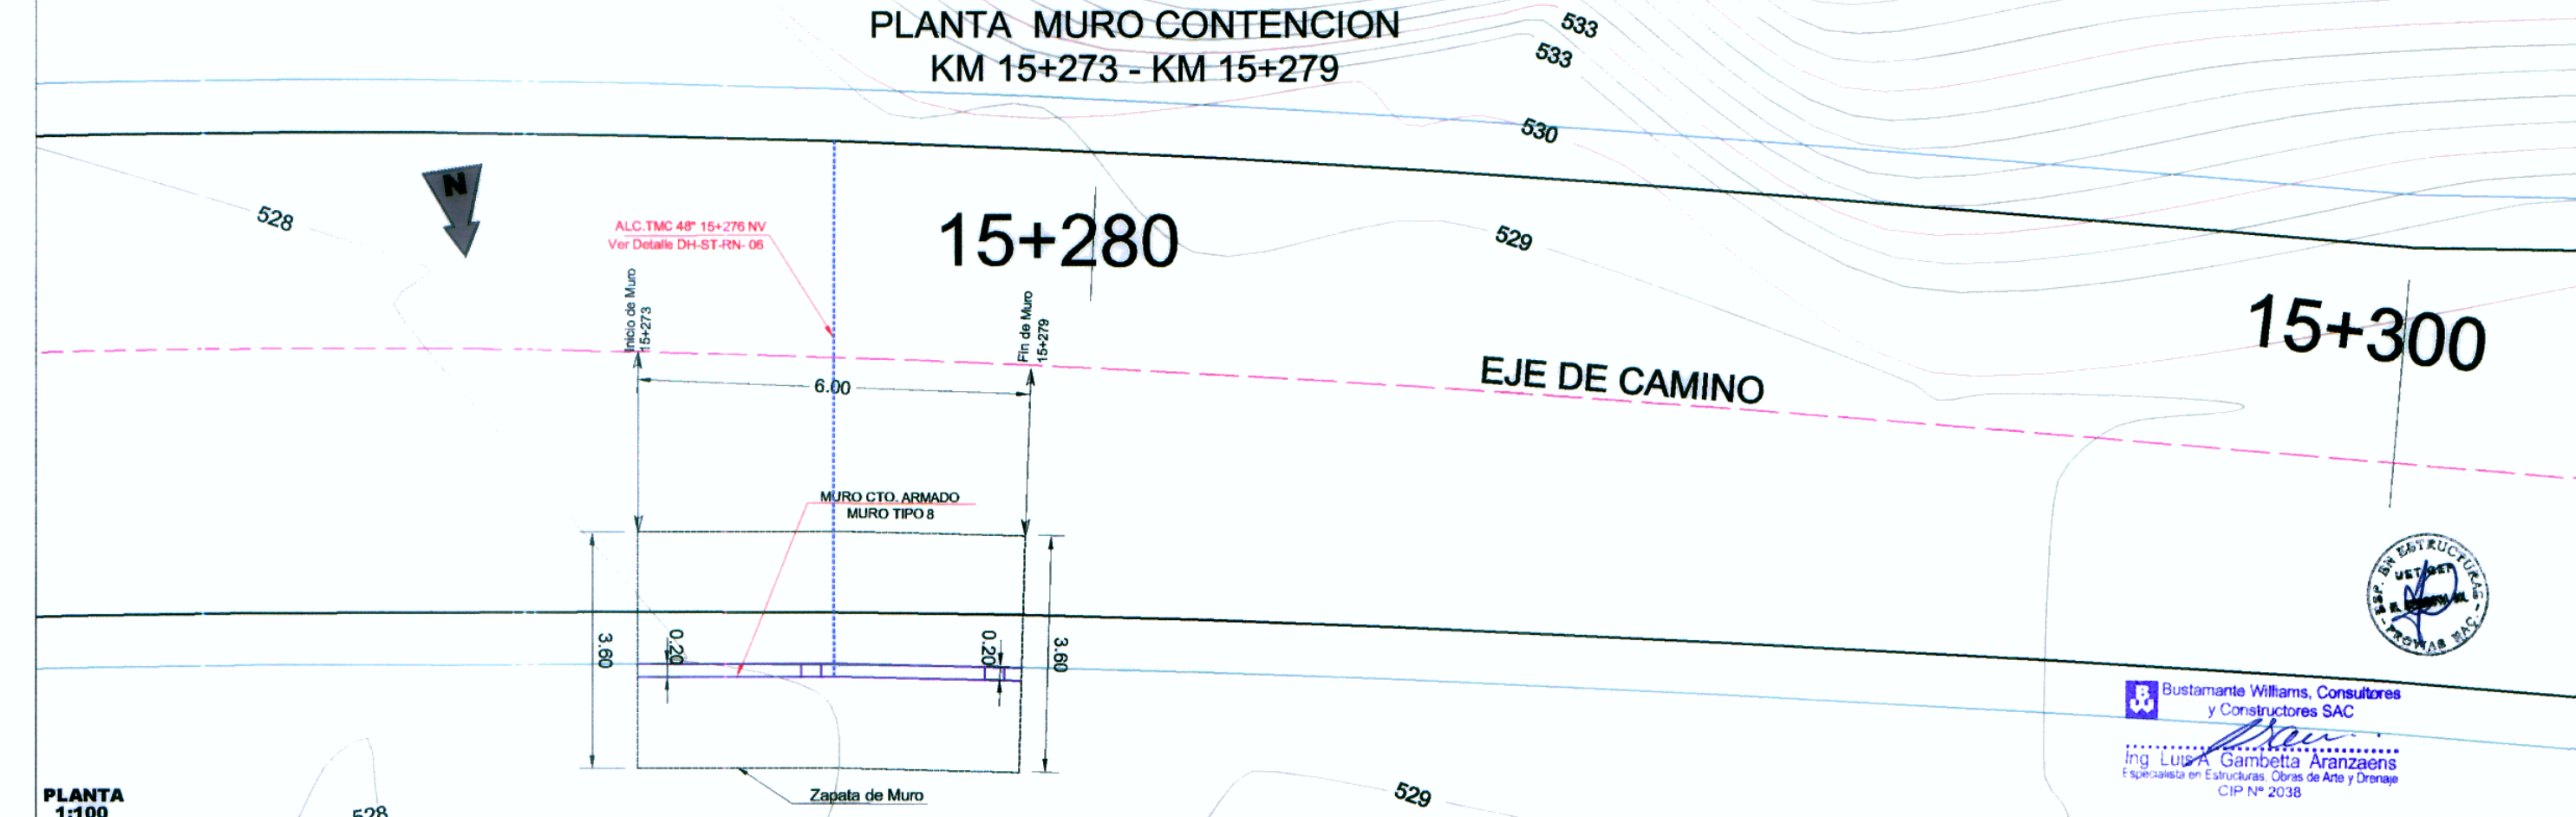 PLANTA MURO CONTENCION
KM 15+273 - KM 15+279
533
533
530
528
N
ALC.TMC 48" 15+276 NV
Ver Detalle DH-ST-RN- 06
15+280
529
Inicio de Muro
15+273
Fin de Muro
15+279
15+300
6.00
EJE DE CAMINO
MURO CTO. ARMADO
MURO TIPO 8
ESP. EN ESTRUCTURAS
3.60
0.20
0.20
3.60
Bustamante Williams, Consultores
y Constructores SAC
Ing Luis A Gambetta Aranzaens
Especialista en Estructuras, Obras de Arte y Drenaje
CIP Nº 2038
Zapata de Muro
529
PLANTA
1:100
528